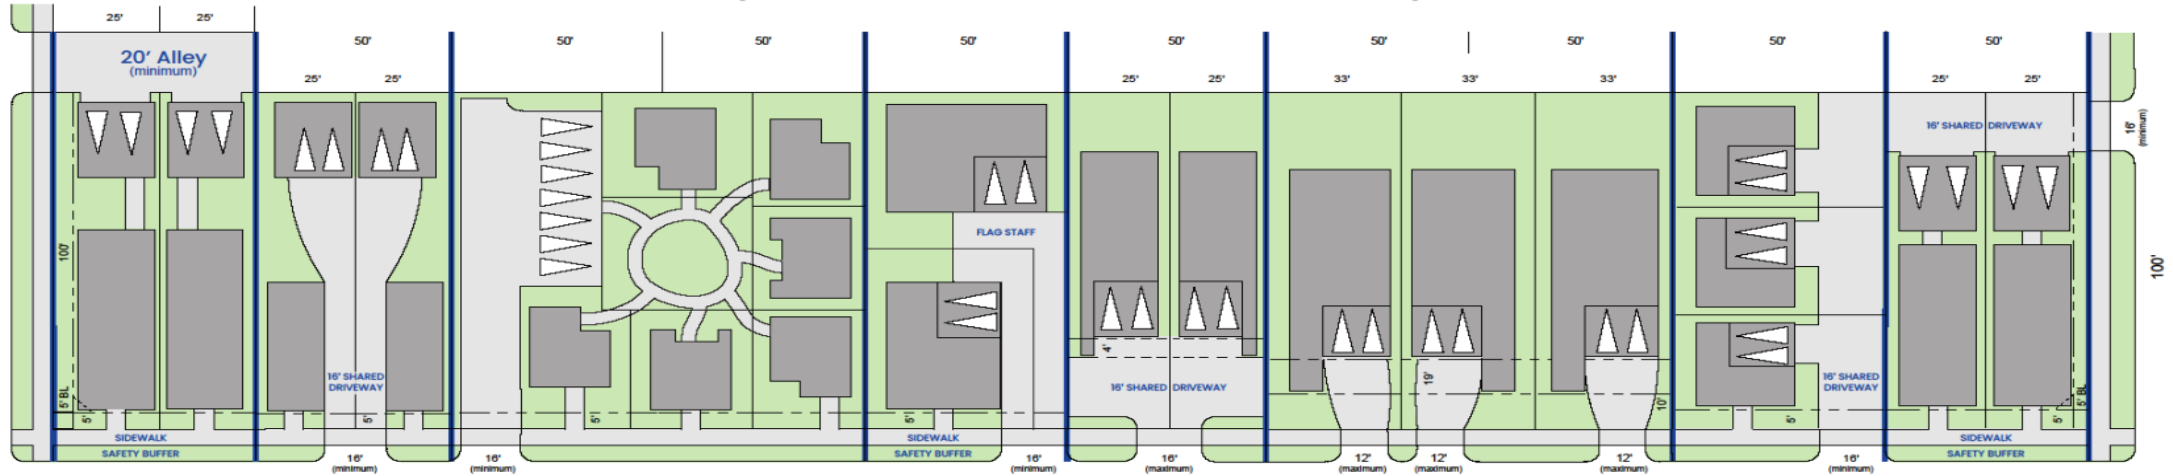 25' 25'
50' 50' 50' 50' 50' 50' 50' 50' 50'
20' Alley
(minimum)
25' 25' 25' 25' 33' 33' 33' 25' 25'
16' SHARED DRIVEWAY
16'
(minimum)
100'
FLAG STAFF
100'
4'
16' SHARED
DRIVEWAY
16' SHARED DRIVEWAY
19'
16' SHARED
DRIVEWAY
5' BL
5'
5'
5'
5'
10'
5'
5'
5' BL
SIDEWALK
SAFETY BUFFER
SIDEWALK
SAFETY BUFFER
SIDEWALK
SAFETY BUFFER
16'
(minimum)
16'
(minimum)
16'
(minimum)
16'
(maximum)
12'
(maximum)
12'
(maximum)
12'
(maximum)
16'
(minimum)